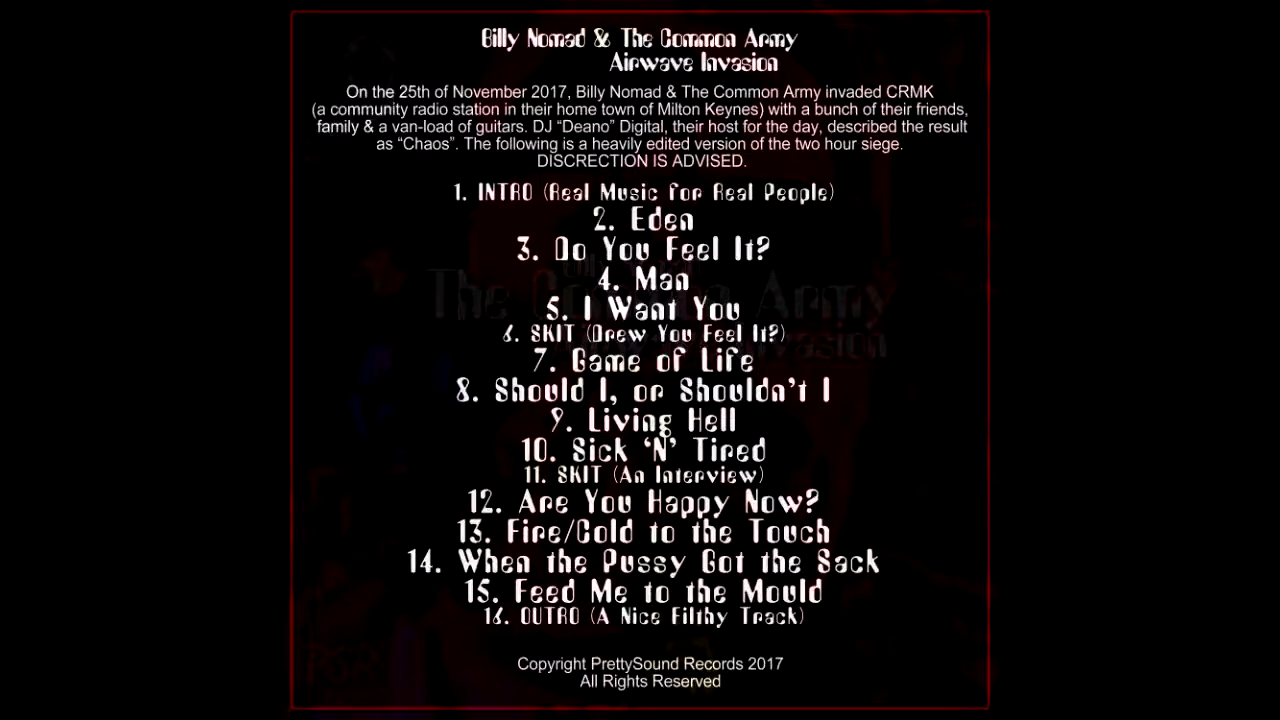 Billy Nomad & The Common Army
Airwave Invasion
On the 25th of November 2017, Billy Nomad & The Common Army invaded CRMK
(a community radio station in their home town of Milton Keynes) with a bunch of their friends,
family & a van-load of guitars. DJ “Deano” Digital, their host for the day, described the result
as “Chaos”. The following is a heavily edited version of the two hour siege.
DISCRECTION IS ADVISED.
1. INTRO (Real Music for Real People)
2. Eden
3. Do You Feel It?
4. Man
5. I Want You
6. SKIT (Drew You Feel It?)
7. Game of Life
8. Should I, or Shouldn't I
9. Living Hell
10. Sick ‘N’ Tired
11. SKIT (An Interview)
12. Are You Happy Now?
13. Fire/Cold to the Touch
14. When the Pussy Got the Sack
15. Feed Me to the Mould
16. OUTRO (A Nice Filthy Track)
The Common Army
Invasion
Copyright PrettySound Records 2017
All Rights Reserved